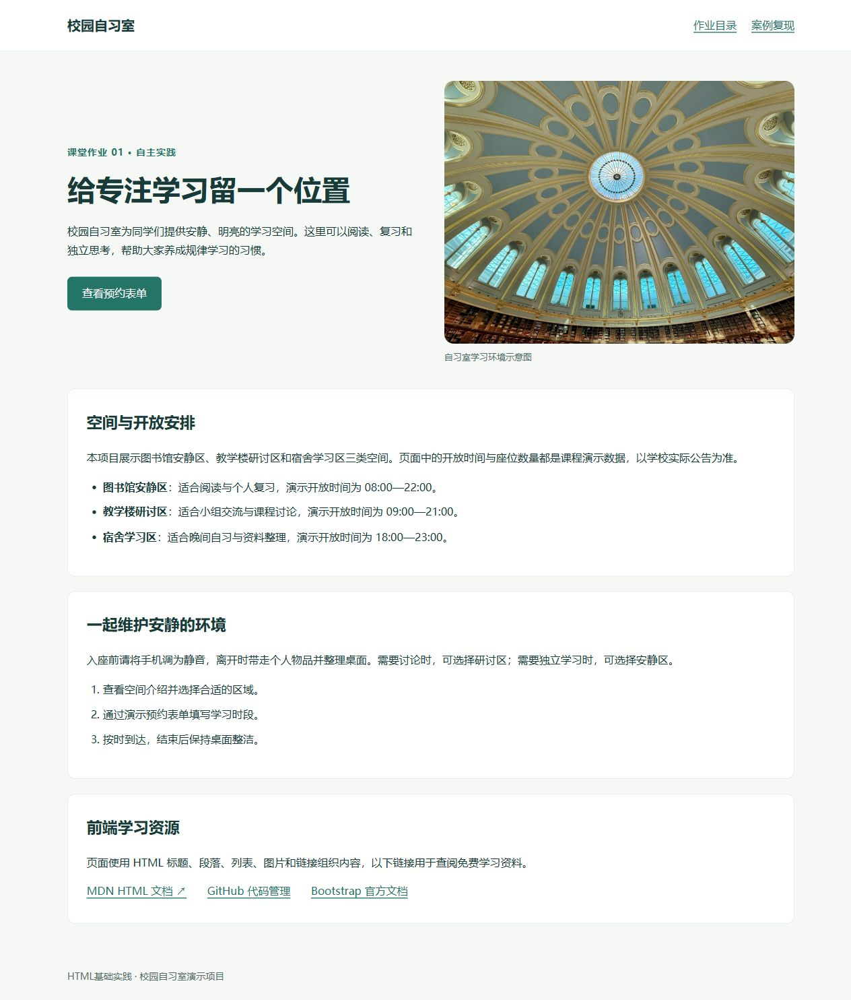 校园自习室
作业目录 案例复现
课堂作业 01 • 自主实践
给专注学习留一个位置
校园自习室为同学们提供安静、明亮的学习空间。这里可以阅读、复习和
独立思考，帮助大家养成规律学习的习惯。
查看预约表单
自习室学习环境示意图
空间与开放安排
本项目展示图书馆安静区、教学楼研讨区和宿舍学习区三类空间。页面中的开放时间与座位数量都是课程演示数据，以学校实际公告为准。
• 图书馆安静区：适合阅读与个人复习，演示开放时间为 08:00—22:00。
• 教学楼研讨区：适合小组交流与课程讨论，演示开放时间为 09:00—21:00。
• 宿舍学习区：适合晚间自习与资料整理，演示开放时间为 18:00—23:00。
一起维护安静的环境
入座前请将手机调为静音，离开时带走个人物品并整理桌面。需要讨论时，可选择研讨区；需要独立学习时，可选择安静区。
1. 查看空间介绍并选择合适的区域。
2. 通过演示预约表单填写学习时段。
3. 按时到达，结束后保持桌面整洁。
前端学习资源
页面使用 HTML 标题、段落、列表、图片和链接组织内容，以下链接用于查阅免费学习资料。
MDN HTML 文档 ↗ GitHub 代码管理 Bootstrap 官方文档
HTML基础实践 · 校园自习室演示项目